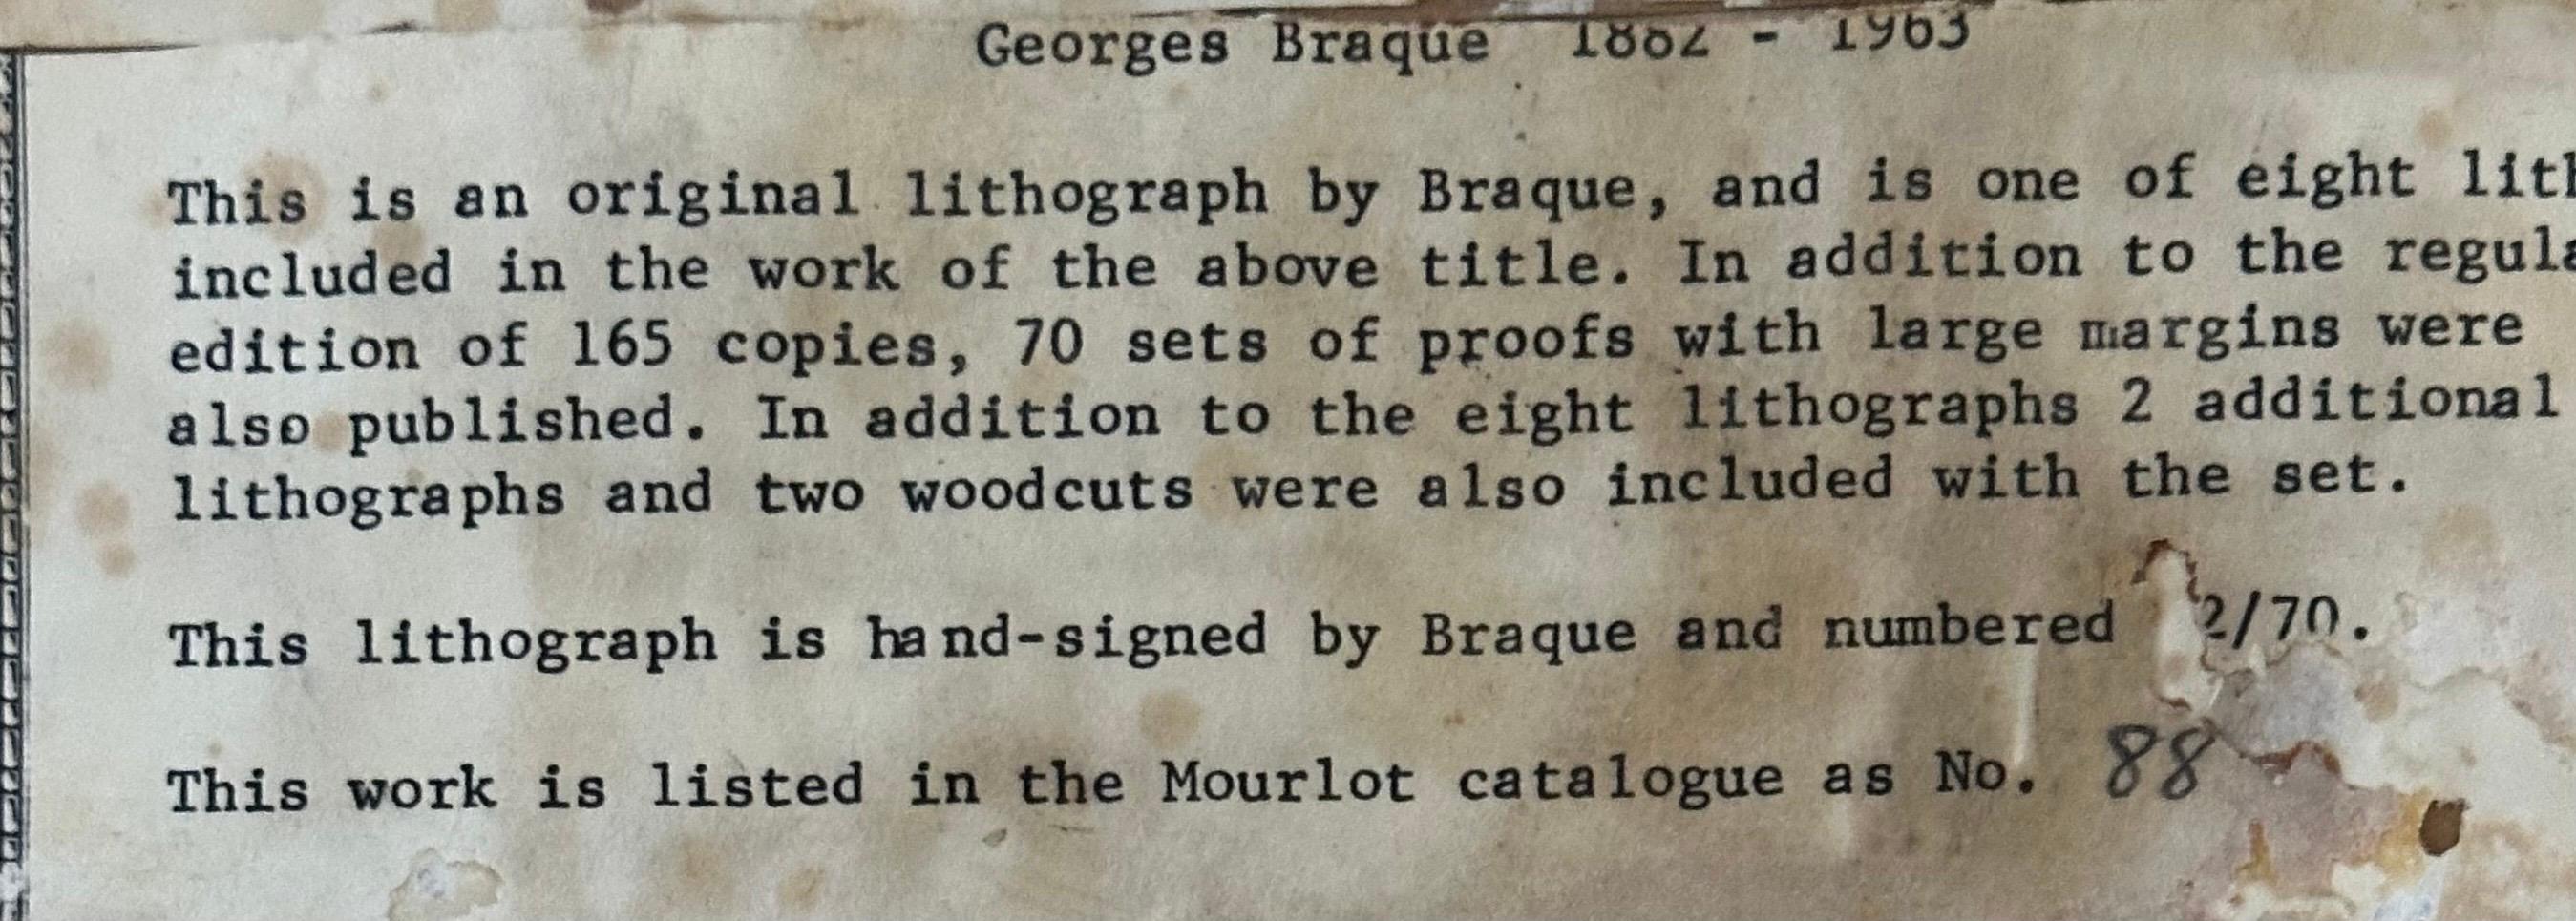 Georges Braque 1882 - 1963
This is an original lithograph by Braque, and is one of eight lit
included in the work of the above title. In addition to the regula
edition of 165 copies, 70 sets of proofs with large margins were
also published. In addition to the eight lithographs 2 additional
lithographs and two woodcuts were also included with the set.
This lithograph is hand-signed by Braque and numbered 2/70.
This work is listed in the Mourlot catalogue as No. 88